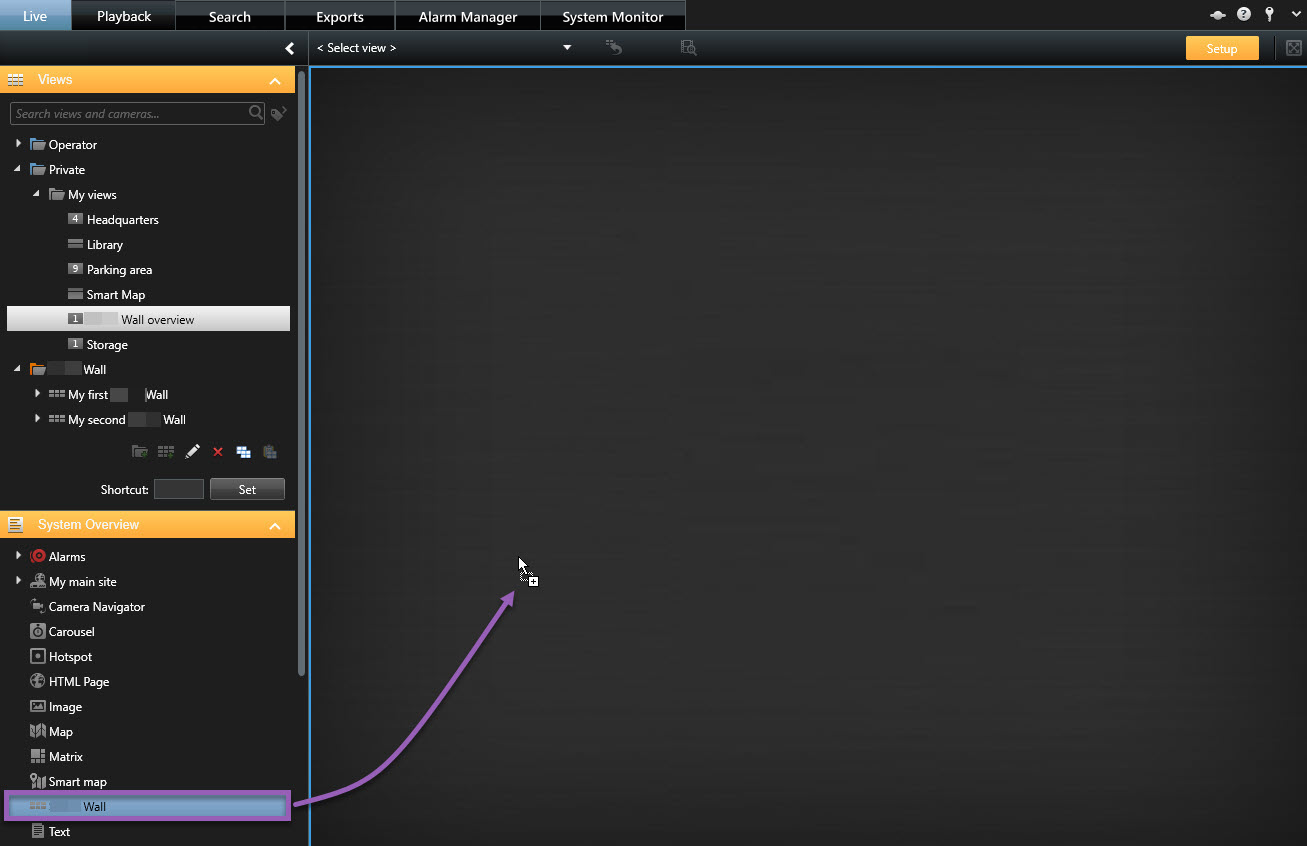 Live Playback Search Exports Alarm Manager System Monitor
< Select view > Setup
Views
Search views and cameras...
Operator
Private
My views
4 Headquarters
Library
9 Parking area
Smart Map
1 Wall overview
1 Storage
Wall
My first Wall
My second Wall
Shortcut: Set
System Overview
Alarms
My main site
Camera Navigator
Carousel
Hotspot
HTML Page
Image
Map
Matrix
Smart map
Wall
Text